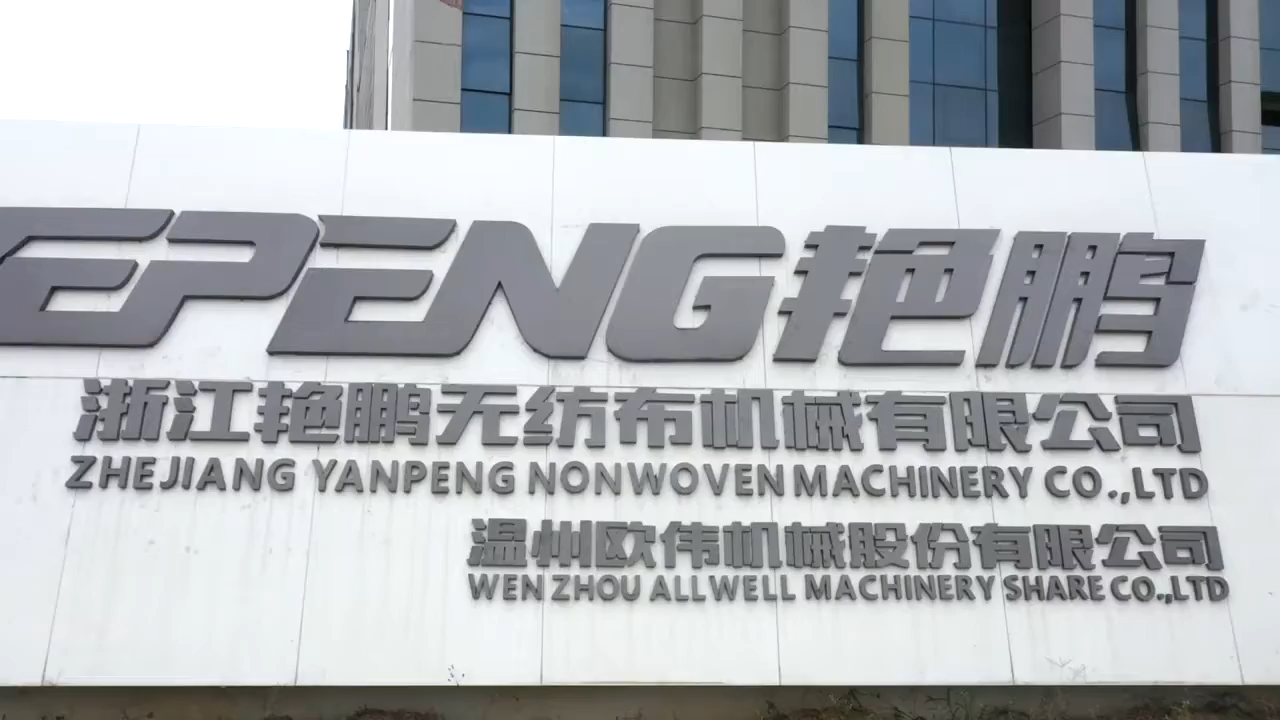 EPENG艳鹏
浙江艳鹏无纺布机械有限公司
ZHEJIANG YANPENG NONWOVEN MACHINERY CO.,LTD
温州欧伟机械股份有限公司
WEN ZHOU ALLWELL MACHINERY SHARE CO.,LTD